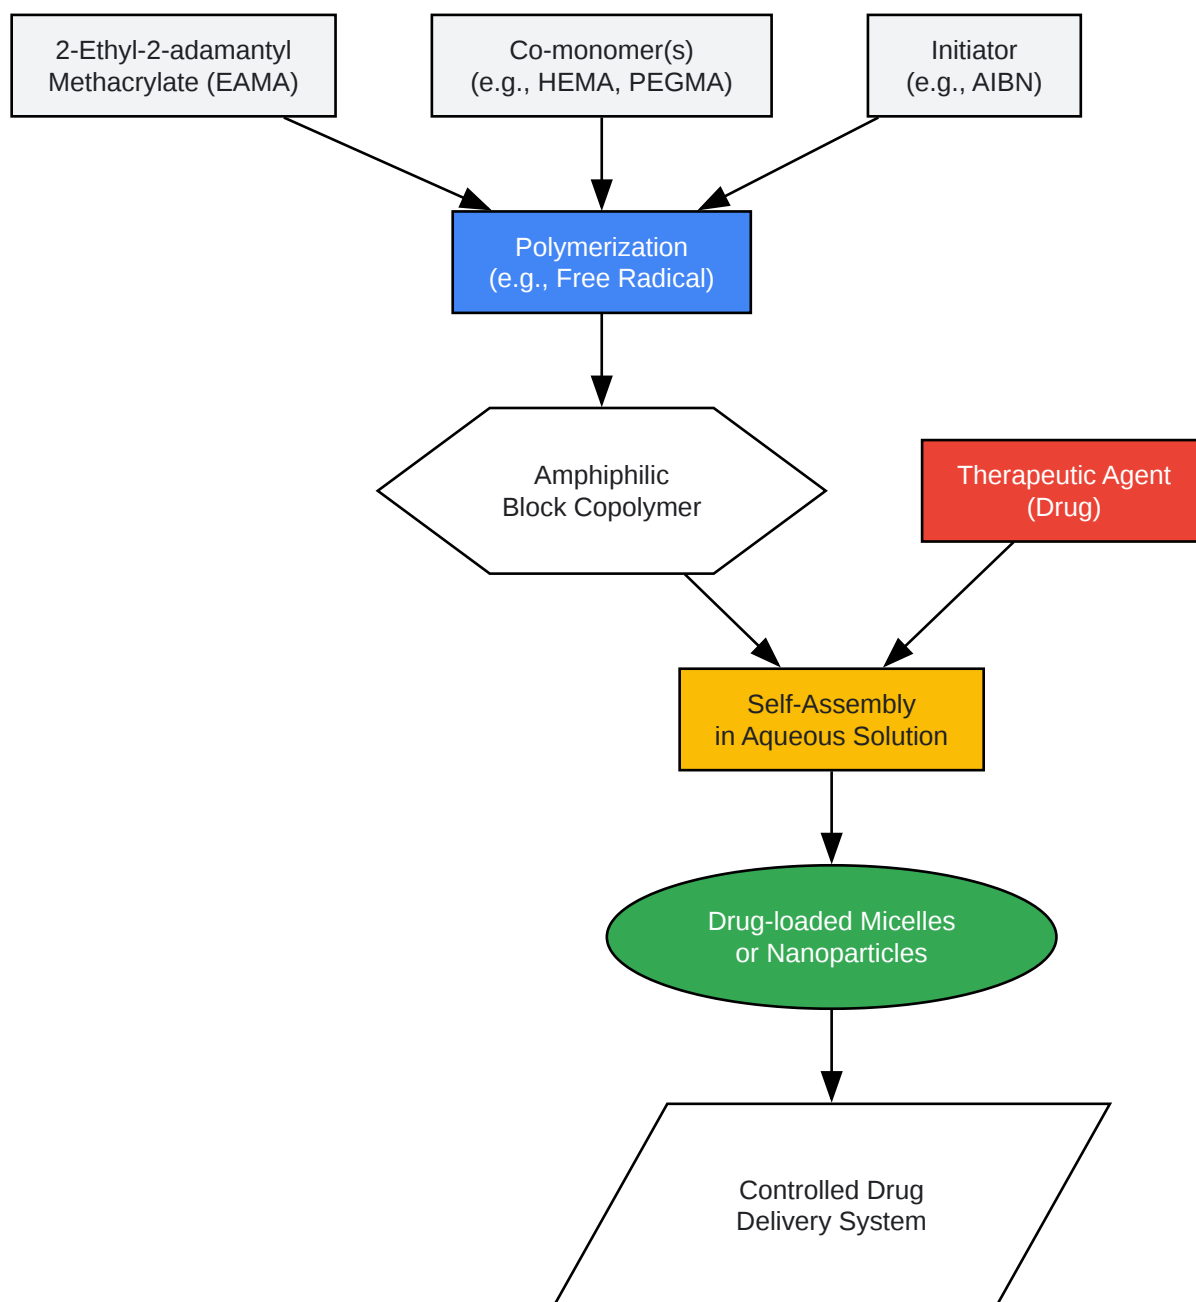 2-Ethyl-2-adamantyl
Methacrylate (EAMA)
Co-monomer(s)
(e.g., HEMA, PEGMA)
Initiator
(e.g., AIBN)
Polymerization
(e.g., Free Radical)
Amphiphilic
Block Copolymer
Therapeutic Agent
(Drug)
Self-Assembly
in Aqueous Solution
Drug-loaded Micelles
or Nanoparticles
Controlled Drug
Delivery System